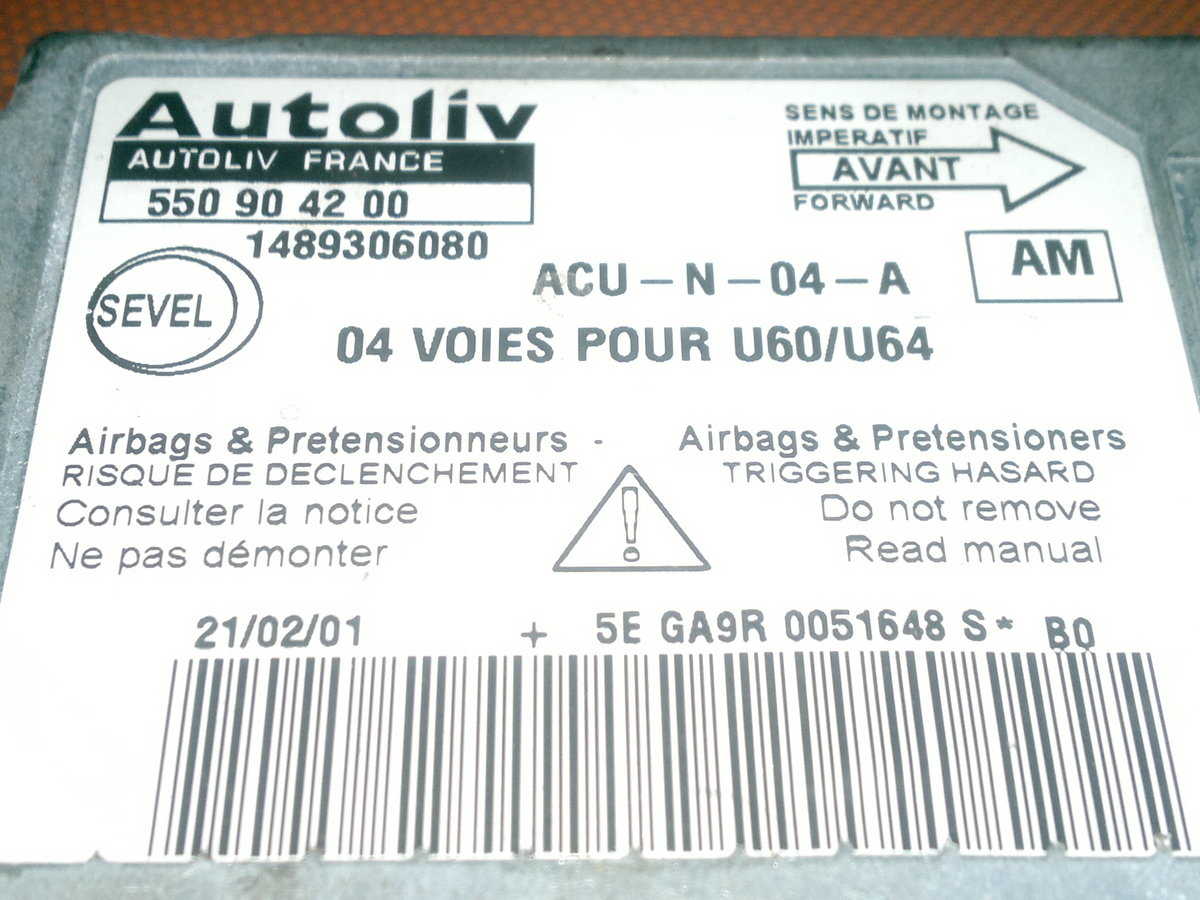 Autoliv
AUTOLIV FRANCE
550 90 42 00
1489306080
SENS DE MONTAGE
IMPERATIF
AVANT
FORWARD
SEVEL
ACU-N-04-A
AM
04 VOIES POUR U60/U64
Airbags & Pretensionneurs - Airbags & Pretensioners
RISQUE DE DECLENCHEMENT
TRIGGERING HASARD
Consulter la notice
Do not remove
Ne pas démonter
Read manual
!
21/02/01 + 5E GA9R 0051648 S* B0